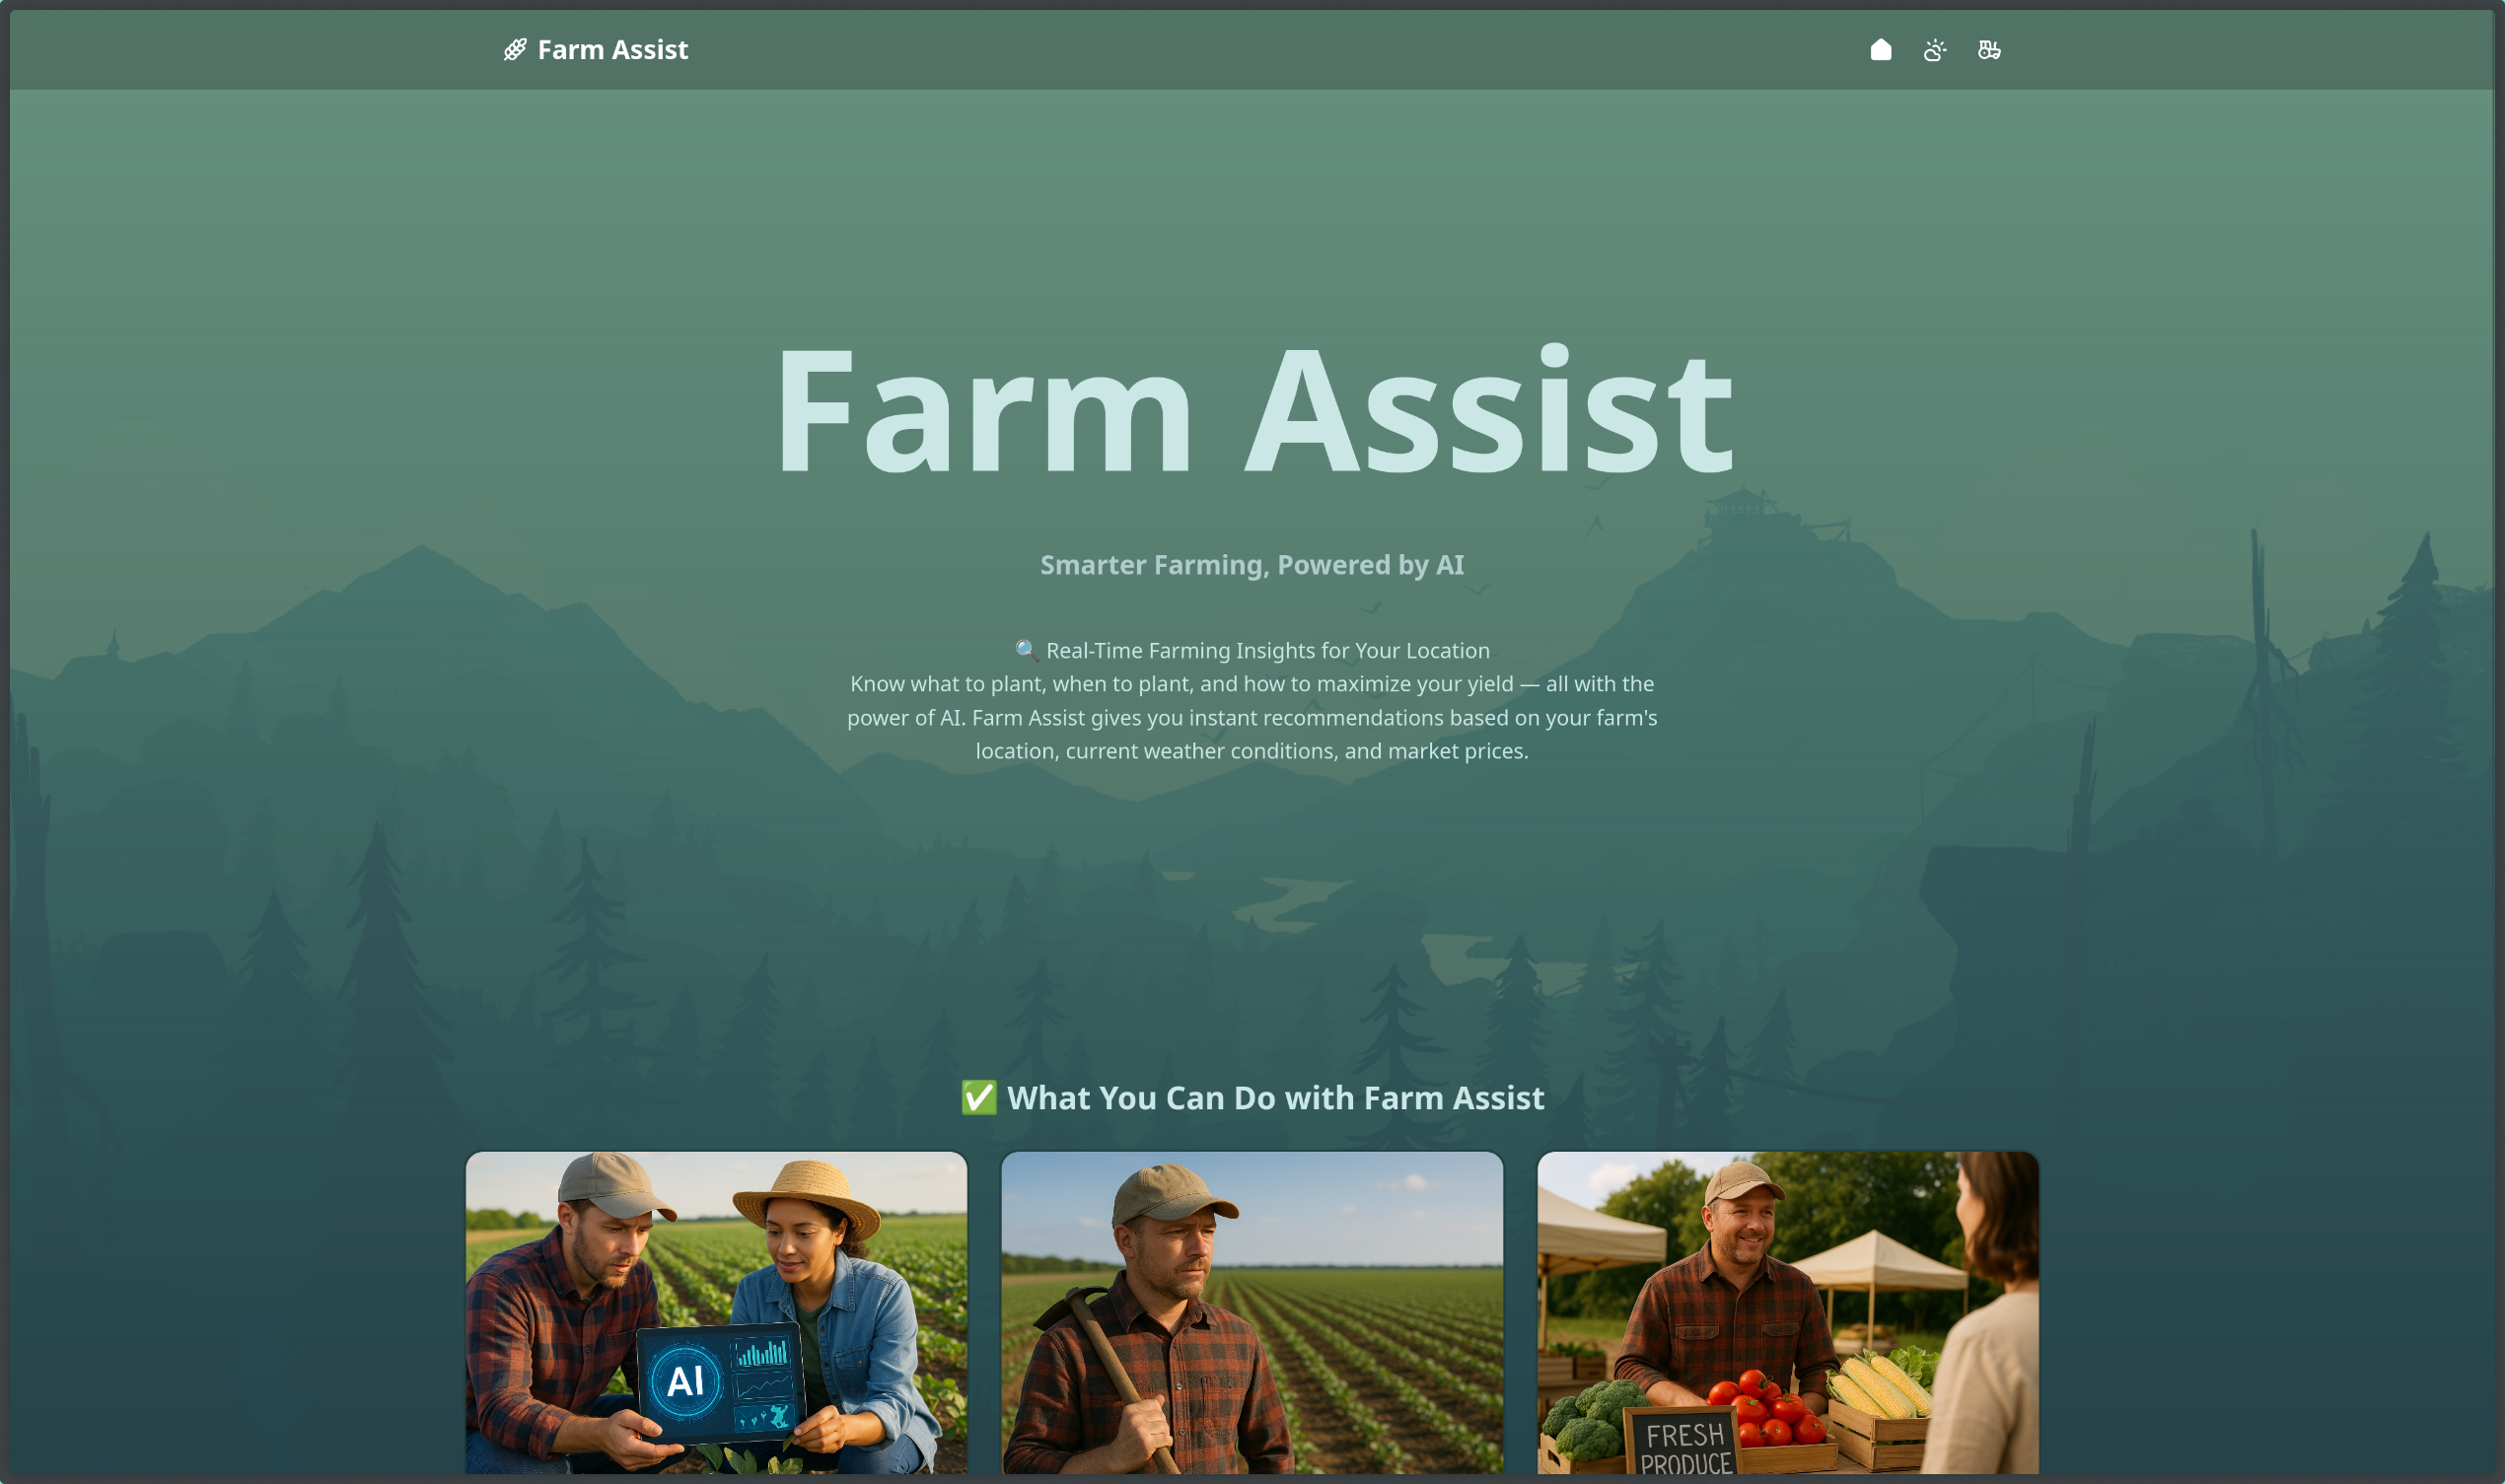 Farm Assist
Farm Assist
Smarter Farming, Powered by AI
🔍 Real-Time Farming Insights for Your Location
Know what to plant, when to plant, and how to maximize your yield — all with the
power of AI. Farm Assist gives you instant recommendations based on your farm's
location, current weather conditions, and market prices.
✅ What You Can Do with Farm Assist
AI
FRESH
PRODUCE